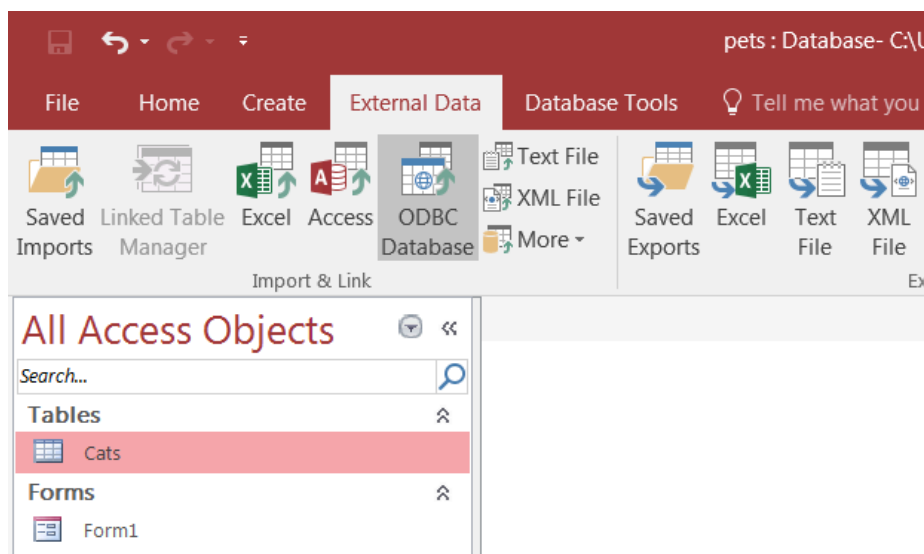 pets : Database- C:\U
File Home Create External Data Database Tools Tell me what you
Saved Imports
Linked Table Manager
Excel
Access
ODBC Database
Text File
XML File
More
Saved Exports
Excel
Text File
XML File
Import & Link
Ex
All Access Objects
Search...
Tables
Cats
Forms
Form1